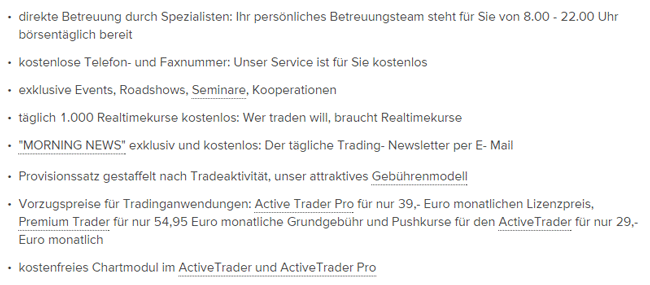 • direkte Betreuung durch Spezialisten: Ihr persönliches Betreuungsteam steht für Sie von 8.00 - 22.00 Uhr
börsentäglich bereit
• kostenlose Telefon- und Faxnummer: Unser Service ist für Sie kostenlos
• exklusive Events, Roadshows, Seminare, Kooperationen
• täglich 1.000 Realtimekurse kostenlos: Wer traden will, braucht Realtimekurse
• "MORNING NEWS" exklusiv und kostenlos: Der tägliche Trading- Newsletter per E- Mail
• Provisionssatz gestaffelt nach Tradeaktivität, unser attraktives Gebührenmodell
• Vorzugspreise für Tradinganwendungen: Active Trader Pro für nur 39,- Euro monatlichen Lizenzpreis,
Premium Trader für nur 54,95 Euro monatliche Grundgebühr und Pushkurse für den ActiveTrader für nur 29,-
Euro monatlich
• kostenfreies Chartmodul im ActiveTrader und ActiveTrader Pro